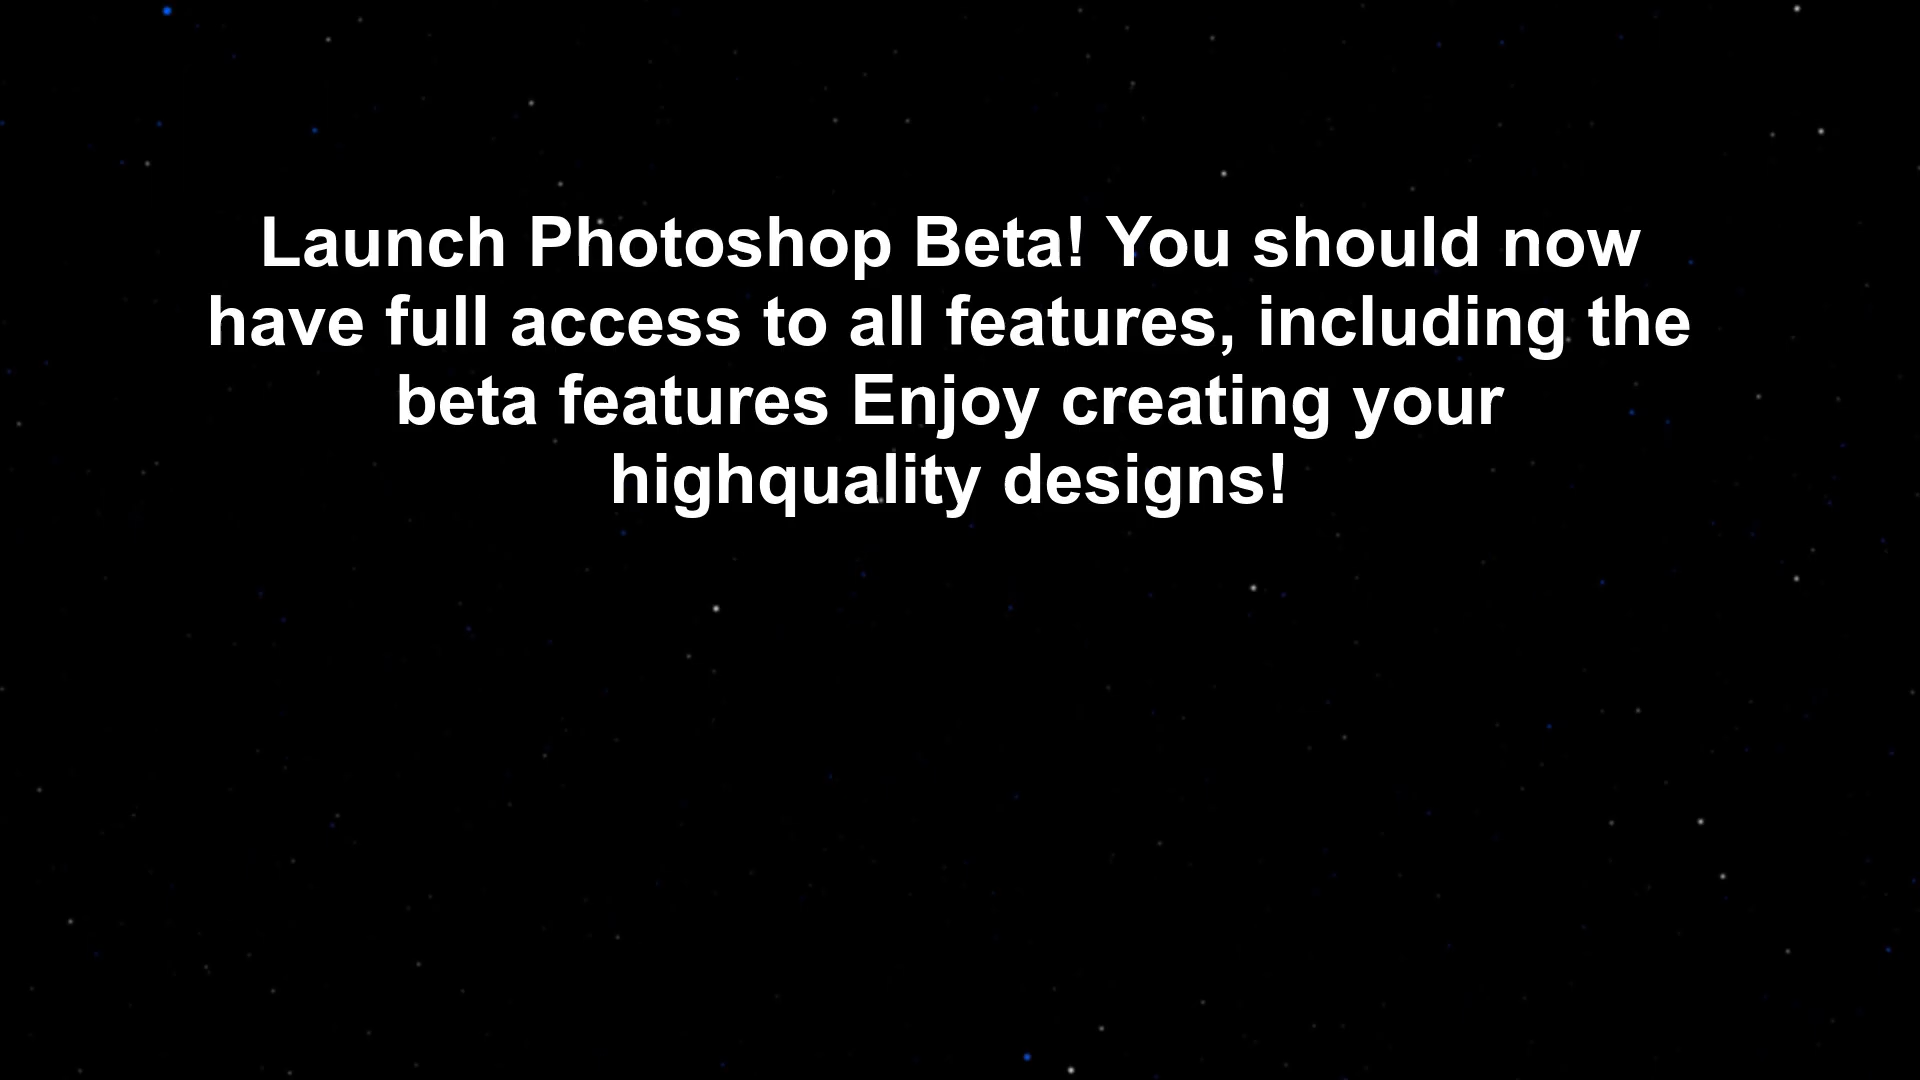 Launch Photoshop Beta! You should now
have full access to all features, including the
beta features Enjoy creating your
highquality designs!